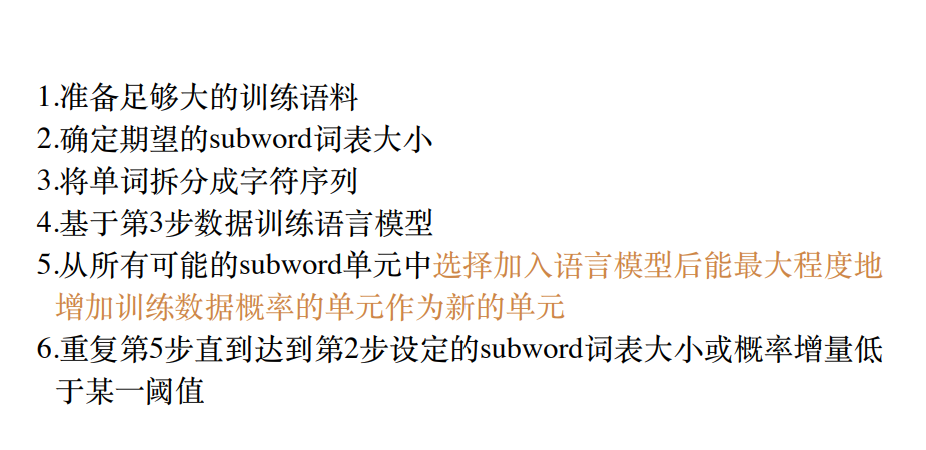 1.准备足够大的训练语料
2.确定期望的subword词表大小
3.将单词拆分成字符序列
4.基于第3步数据训练语言模型
5.从所有可能的subword单元中选择加入语言模型后能最大程度地
增加训练数据概率的单元作为新的单元
6.重复第5步直到达到第2步设定的subword词表大小或概率增量低
于某一阈值